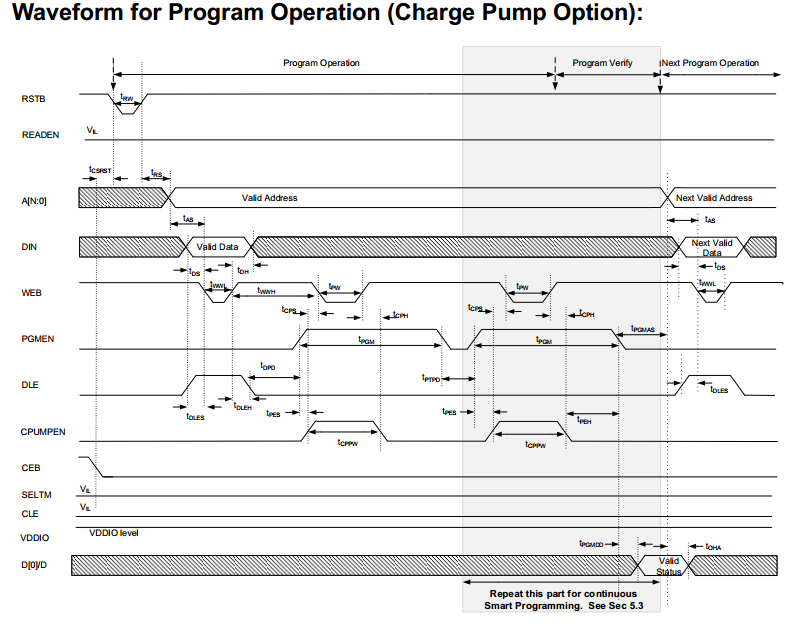 Waveform for Program Operation (Charge Pump Option):
Program Operation Program Verify Next Program Operation
RSTB tRW
READEN VIL
tCSRST tRS
A[N:0] Valid Address Next Valid Address
tAS tAS
DIN Valid Data Next Valid
Data
tDS tDH tDS
WEB tWWL tWWH tPW tPW tWWL
tCPS tCPH tCPS tCPH
PGMEN tPGM tPGM tPGMAS
tDPD tPTPD
DLE tDLES
tDLES tDLEH tPES tPES tPEH
CPUMPEN tCPPW tCPPW
CEB
SELTM VIL
CLE VIL
VDDIO VDDIO level
tPGMDD tOHA
D[0]/D Valid
Status
Repeat this part for continuous
Smart Programming. See Sec 5.3